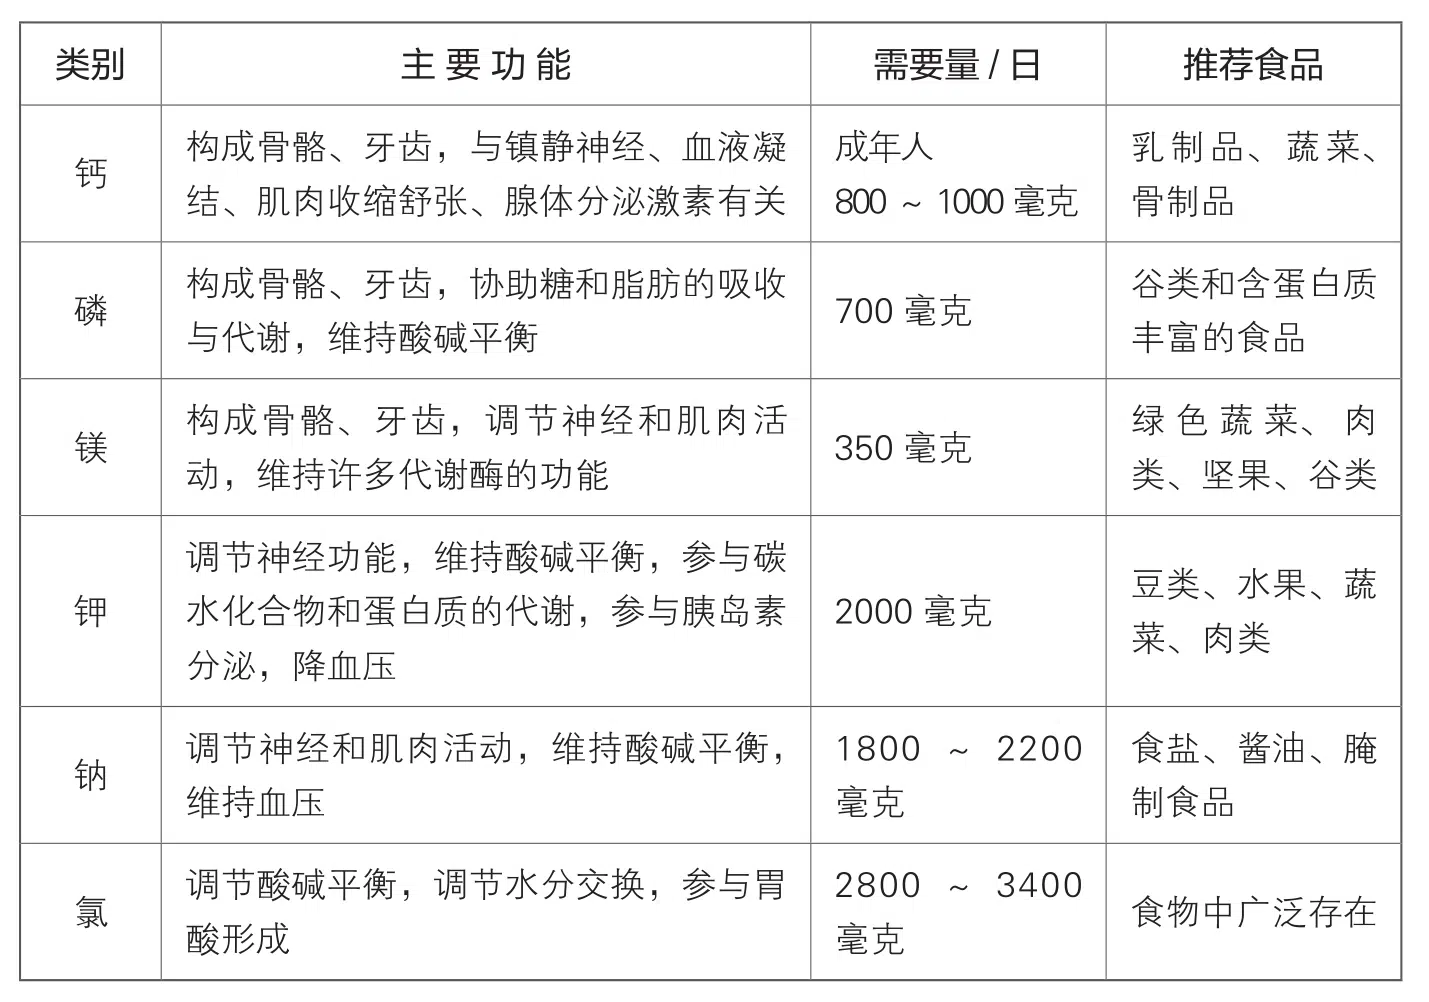 类别 主要功能 需要量/日 推荐食品
钙
构成骨骼、牙齿，与镇静神经、血液凝
结、肌肉收缩舒张、腺体分泌激素有关
成年人
800 ~ 1000 毫克
乳制品、蔬菜、
骨制品
磷
构成骨骼、牙齿，协助糖和脂肪的吸收
与代谢，维持酸碱平衡
700 毫克
谷类和含蛋白质
丰富的食品
镁
构成骨骼、牙齿，调节神经和肌肉活
动，维持许多代谢酶的功能
350 毫克
绿色蔬菜、肉
类、坚果、谷类
钾
调节神经功能，维持酸碱平衡，参与碳
水化合物和蛋白质的代谢，参与胰岛素
分泌，降血压
2000 毫克
豆类、水果、蔬
菜、肉类
钠
调节神经和肌肉活动，维持酸碱平衡，
维持血压
1800 ~ 2200
毫克
食盐、酱油、腌
制食品
氯
调节酸碱平衡，调节水分交换，参与胃
酸形成
2800 ~ 3400
毫克
食物中广泛存在